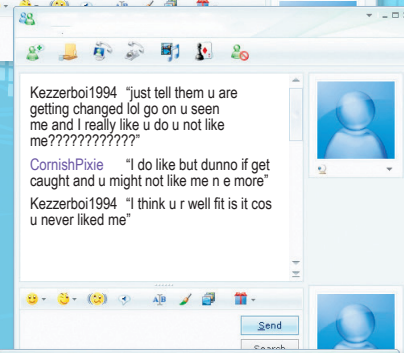 Kezzerboi1994 “just tell them u are
getting changed lol go on u seen
me and I really like u do u not like
me????????????”
CornishPixie “I do like but dunno if get
caught and u might not like me n e more”
Kezzerboi1994 “I think u r well fit is it cos
u never liked me”
A|B
Send
Search